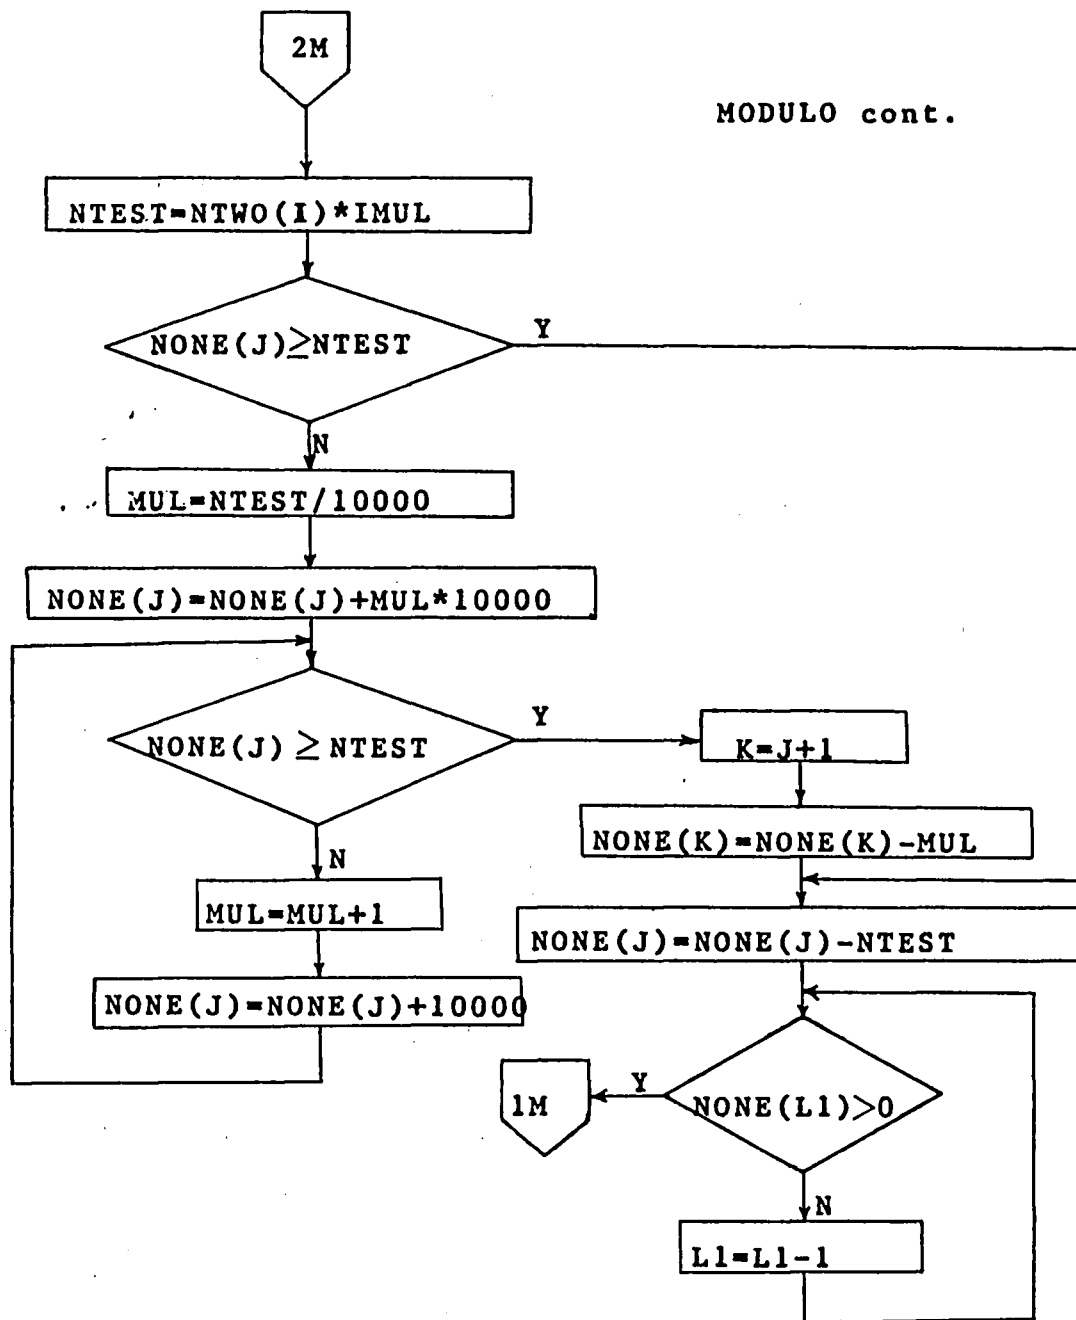 2M
MODULO cont.
NTEST=NTWO(I)*IMUL
NONE(J)≥NTEST
Y
N
MUL=NTEST/10000
NONE(J)=NONE(J)+MUL*10000
NONE(J) ≥ NTEST
Y
K=J+1
NONE(K)=NONE(K)-MUL
N
MUL=MUL+1
NONE(J)=NONE(J)-NTEST
NONE(J)=NONE(J)+10000
1M
Y
NONE(L1)>0
N
L1=L1-1